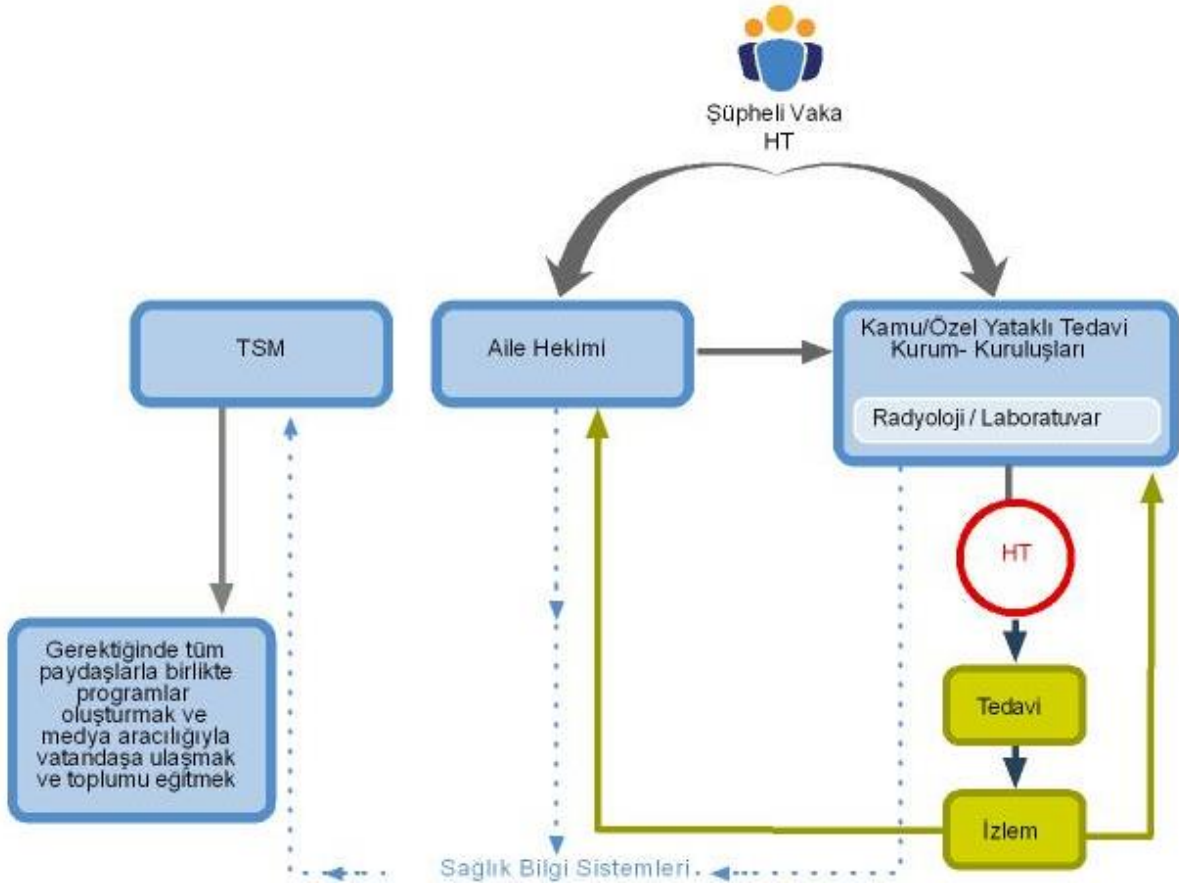 Şüpheli Vaka
HT
TSM
Aile Hekimi
Kamu/Özel Yataklı Tedavi
Kurum- Kuruluşları
Radyoloji / Laboratuvar
HT
Gerektiğinde tüm
paydaşlarla birlikte
programlar
oluşturmak ve
medya aracılığıyla
vatandaşa ulaşmak
ve toplumu eğitmek
Tedavi
İzlem
Sağlık Bilgi Sistemleri